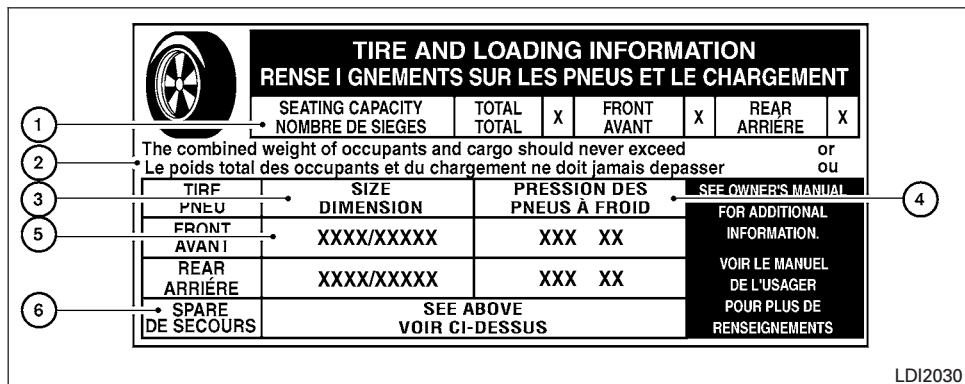 TIRE AND LOADING INFORMATION
RENSE I GNEMENTS SUR LES PNEUS ET LE CHARGEMENT
1
SEATING CAPACITY
NOMBRE DE SIEGES
TOTAL
TOTAL
X
FRONT
AVANT
X
REAR
ARRIÉRE
X
2
The combined weight of occupants and cargo should never exceed or
Le poids total des occupants et du chargement ne doit jamais depasser ou
3
TIRE
PNEU
SIZE
DIMENSION
PRESSION DES
PNEUS À FROID
4
5
FRONT
AVANT
XXXX/XXXXX
XXX XX
REAR
ARRIÉRE
XXXX/XXXXX
XXX XX
6
SPARE
DE SECOURS
SEE ABOVE
VOIR CI-DESSUS
SEE OWNER'S MANUAL
FOR ADDITIONAL
INFORMATION.
VOIR LE MANUEL
DE L'USAGER
POUR PLUS DE
RENSEIGNEMENTS
LDI2030